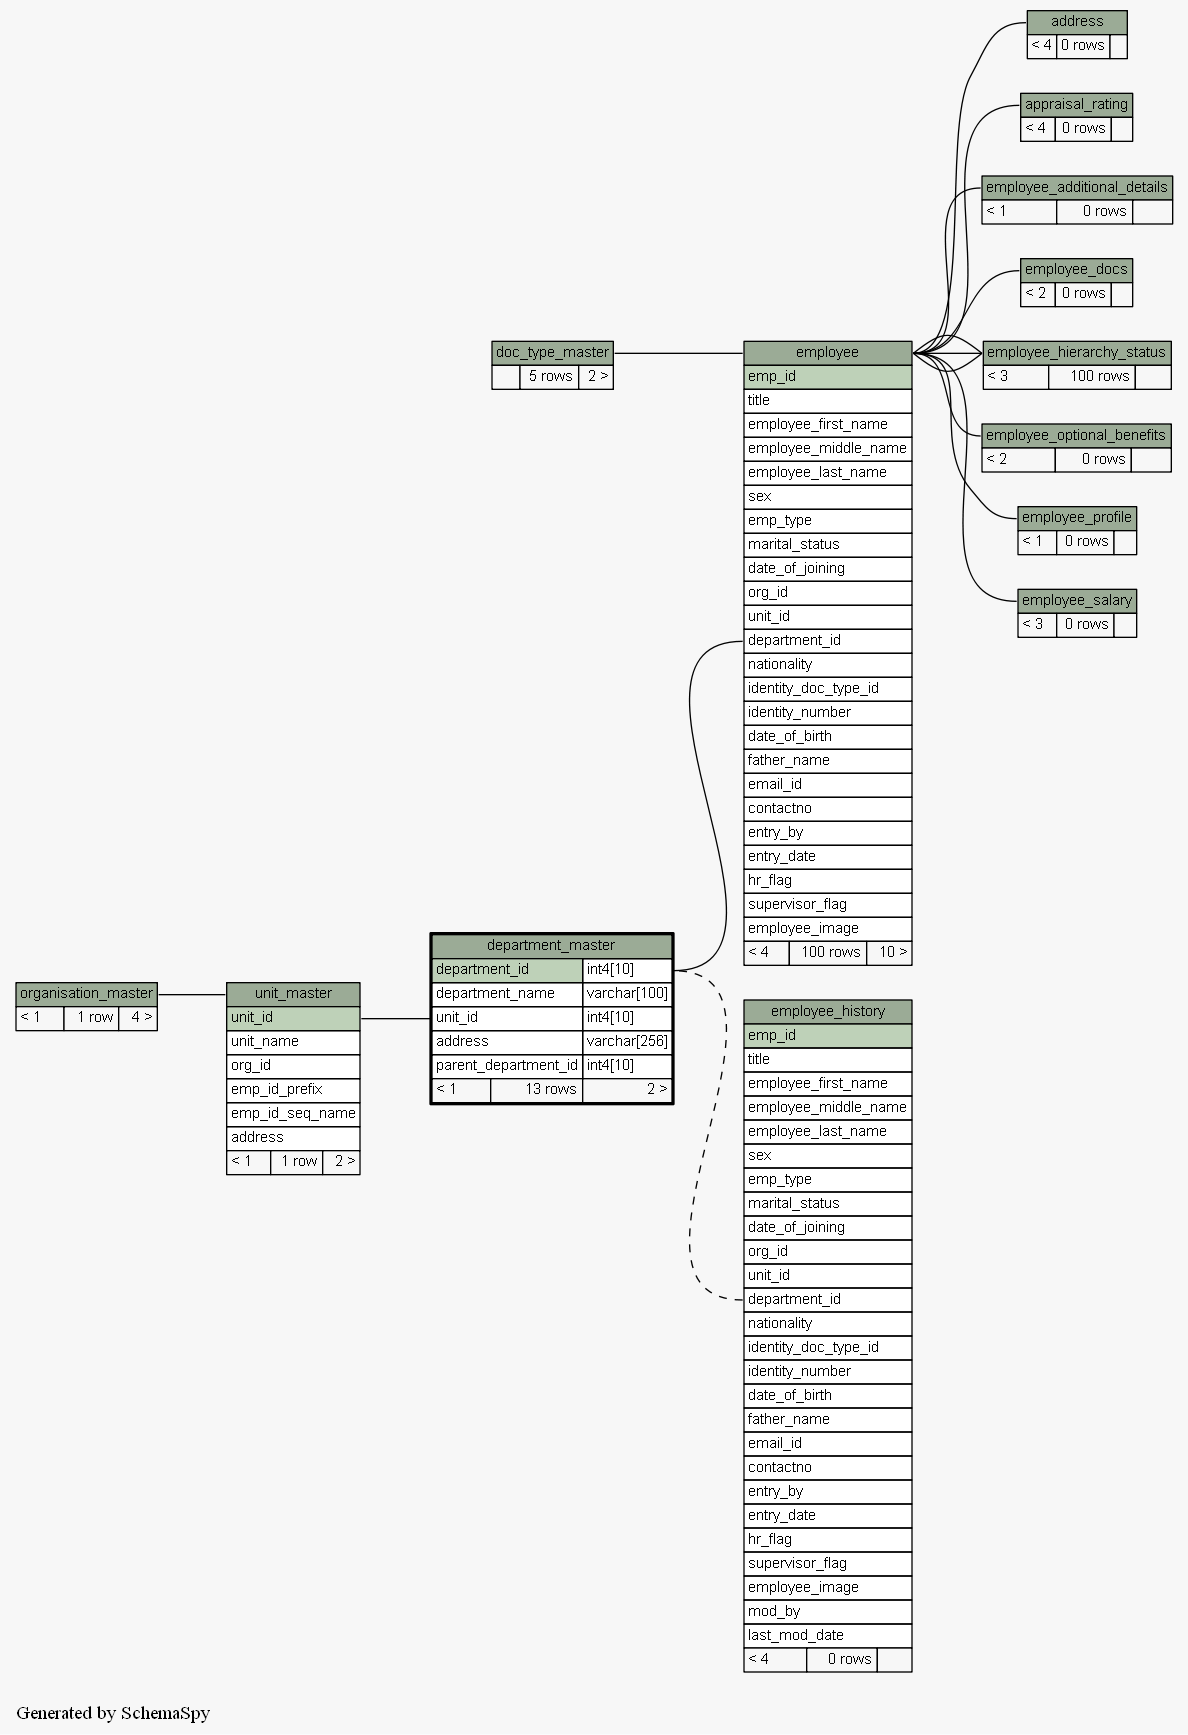 address
< 4 0 rows
appraisal_rating
< 4 0 rows
employee_additional_details
< 1 0 rows
employee_docs
< 2 0 rows
employee_hierarchy_status
< 3 100 rows
employee_optional_benefits
< 2 0 rows
employee_profile
< 1 0 rows
employee_salary
< 3 0 rows
doc_type_master
5 rows 2 >
employee
emp_id
title
employee_first_name
employee_middle_name
employee_last_name
sex
emp_type
marital_status
date_of_joining
org_id
unit_id
department_id
nationality
identity_doc_type_id
identity_number
date_of_birth
father_name
email_id
contactno
entry_by
entry_date
hr_flag
supervisor_flag
employee_image
< 4 100 rows 10 >
organisation_master
< 1 1 row 4 >
unit_master
unit_id
unit_name
org_id
emp_id_prefix
emp_id_seq_name
address
< 1 1 row 2 >
department_master
department_id int4[10]
department_name varchar[100]
unit_id int4[10]
address varchar[256]
parent_department_id int4[10]
< 1 13 rows 2 >
employee_history
emp_id
title
employee_first_name
employee_middle_name
employee_last_name
sex
emp_type
marital_status
date_of_joining
org_id
unit_id
department_id
nationality
identity_doc_type_id
identity_number
date_of_birth
father_name
email_id
contactno
entry_by
entry_date
hr_flag
supervisor_flag
employee_image
mod_by
last_mod_date
< 4 0 rows
Generated by SchemaSpy